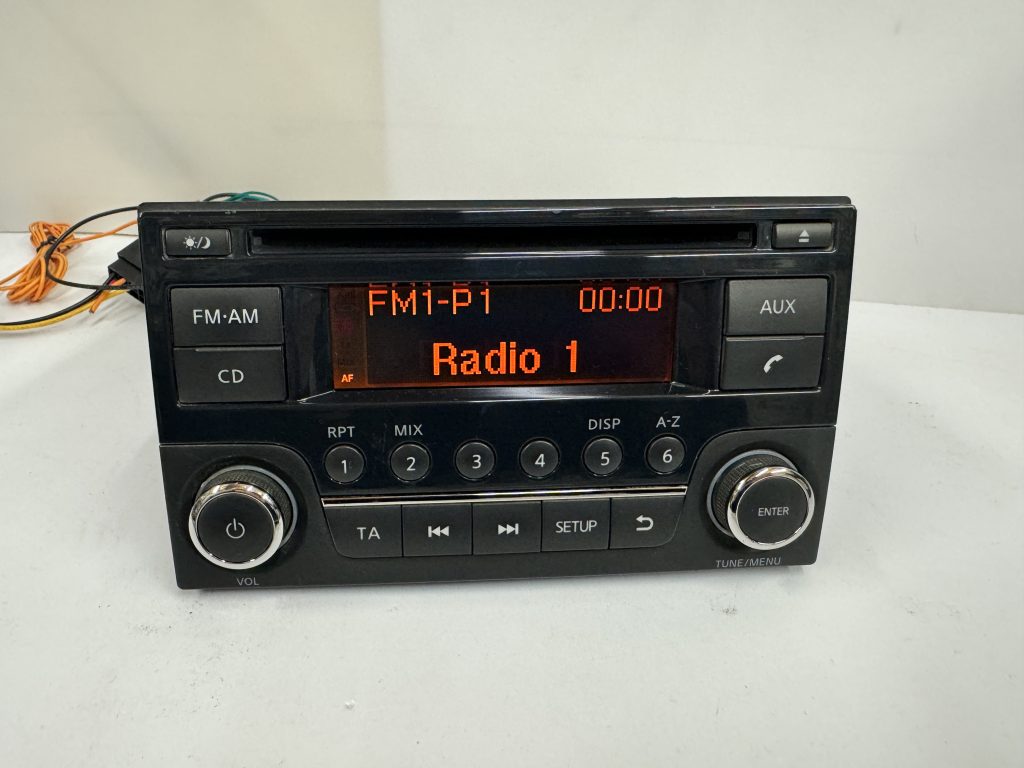 FM1-P1 00:00
FM·AM AUX
Radio 1
AF
CD
RPT MIX DISP A-Z
1 2 3 4 5 6
TA SETUP ENTER
VOL TUNE/MENU